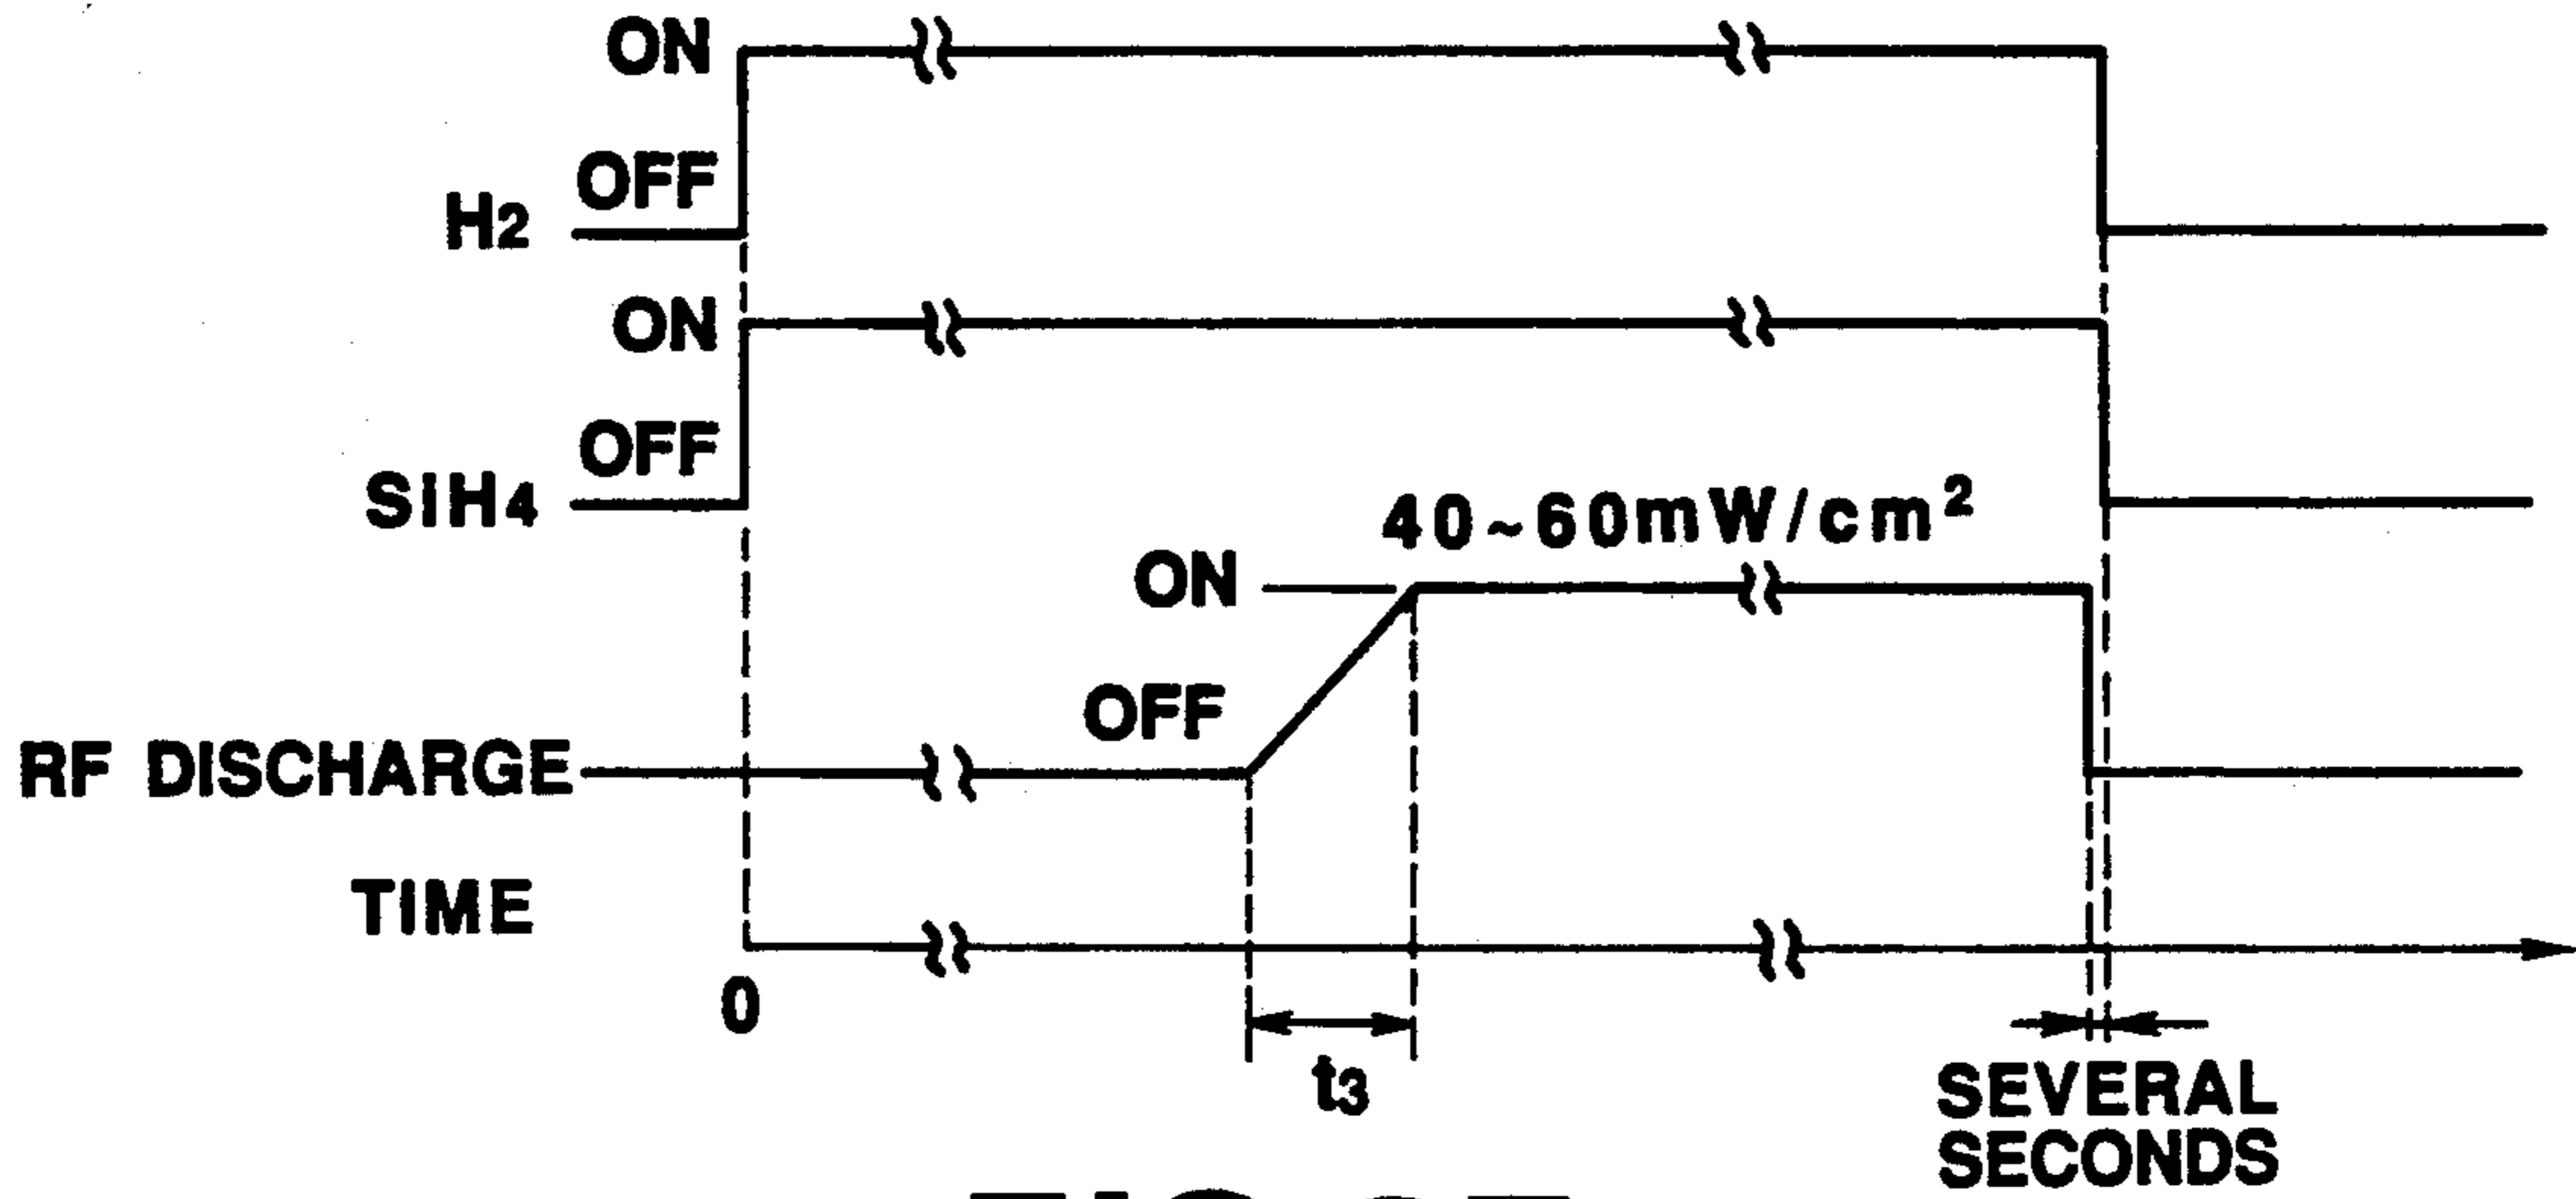 ON
OFF
H2
ON
OFF
SiH4
40~60mW/cm²
ON
OFF
RF DISCHARGE
TIME
0
t3
SEVERAL
SECONDS